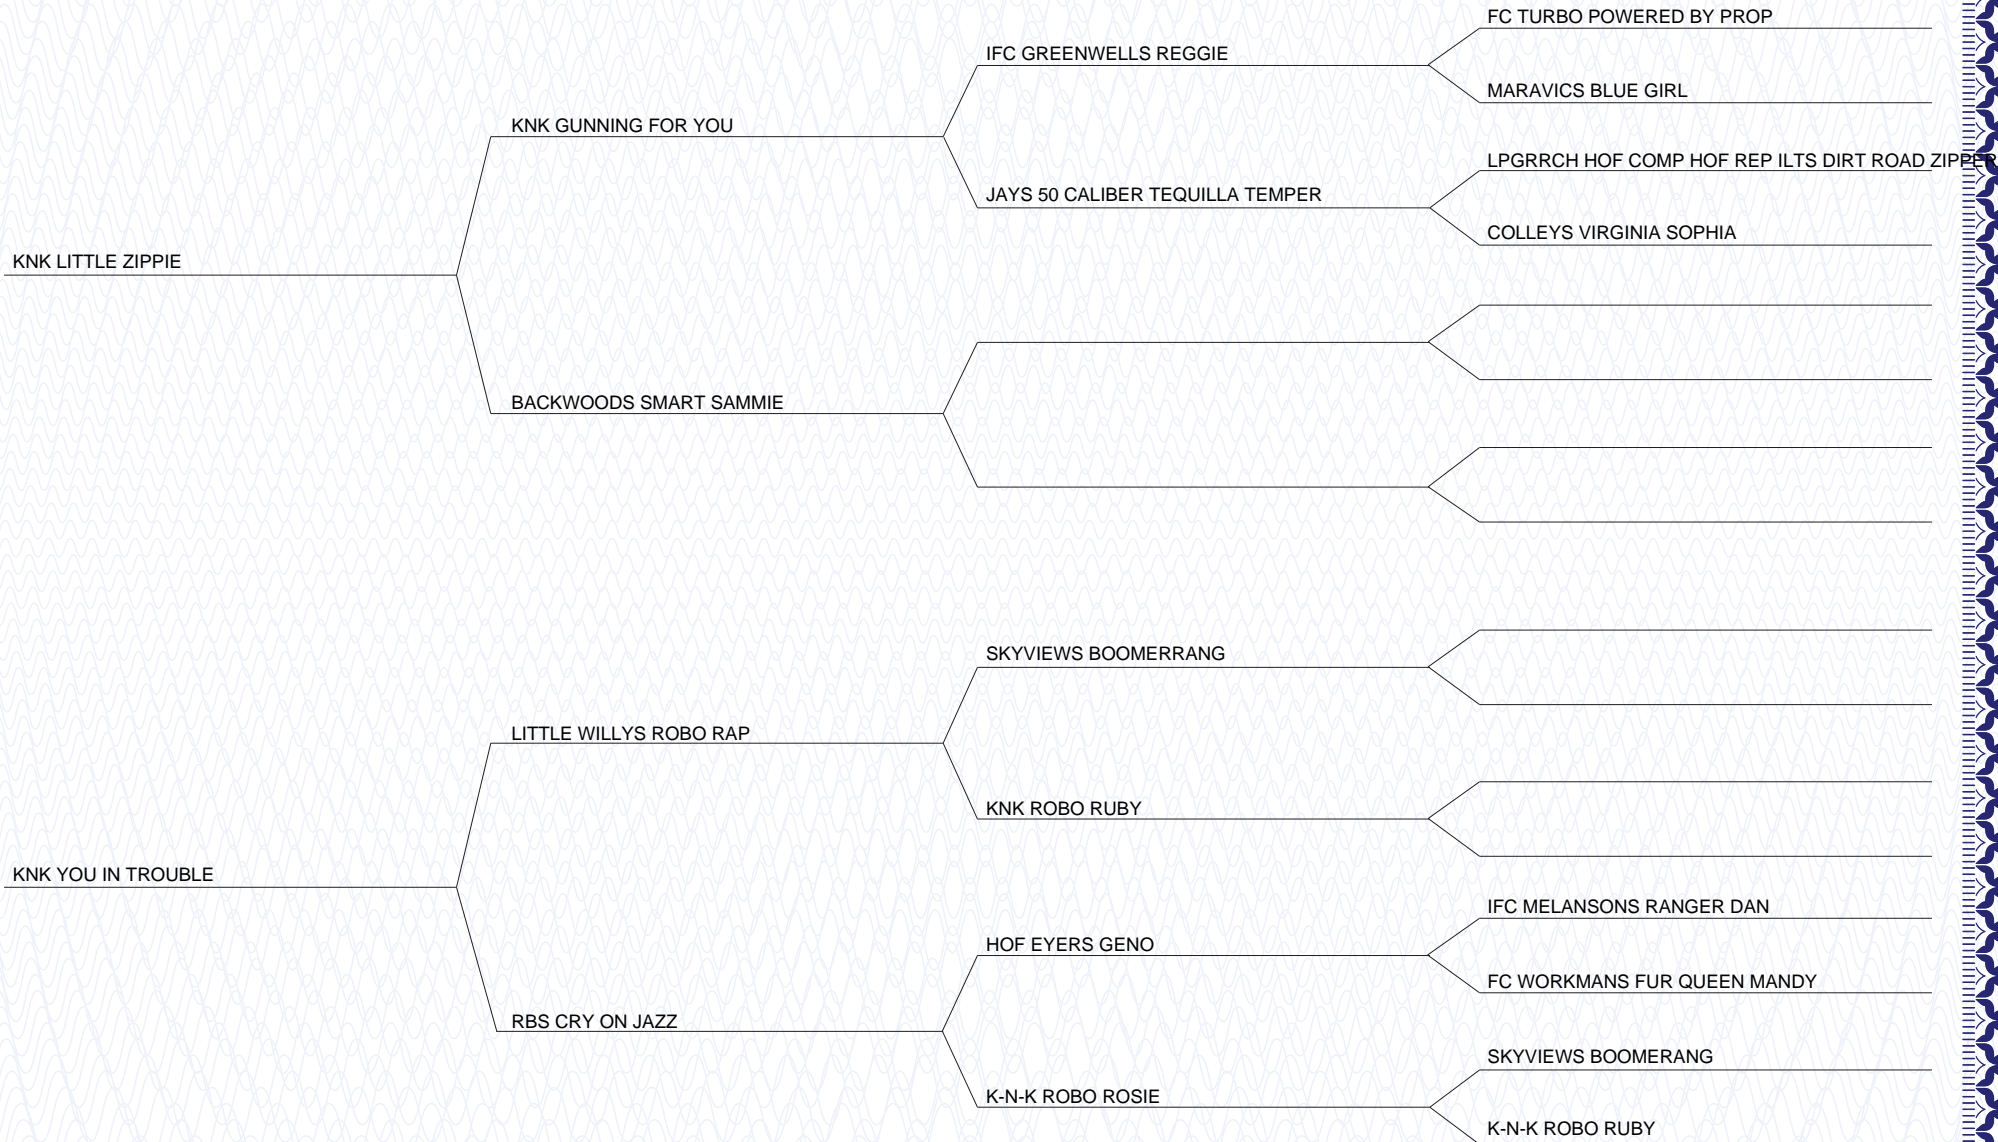 FC TURBO POWERED BY PROP
IFC GREENWELLS REGGIE
MARAVICS BLUE GIRL
KNK GUNNING FOR YOU
LPGRRCH HOF COMP HOF REP ILTS DIRT ROAD ZIPPER
JAYS 50 CALIBER TEQUILLA TEMPER
COLLEYS VIRGINIA SOPHIA
KNK LITTLE ZIPPIE
BACKWOODS SMART SAMMIE
SKYVIEWS BOOMERRANG
LITTLE WILLYS ROBO RAP
KNK ROBO RUBY
KNK YOU IN TROUBLE
IFC MELANSONS RANGER DAN
HOF EYERS GENO
FC WORKMANS FUR QUEEN MANDY
RBS CRY ON JAZZ
SKYVIEWS BOOMERANG
K-N-K ROBO ROSIE
K-N-K ROBO RUBY